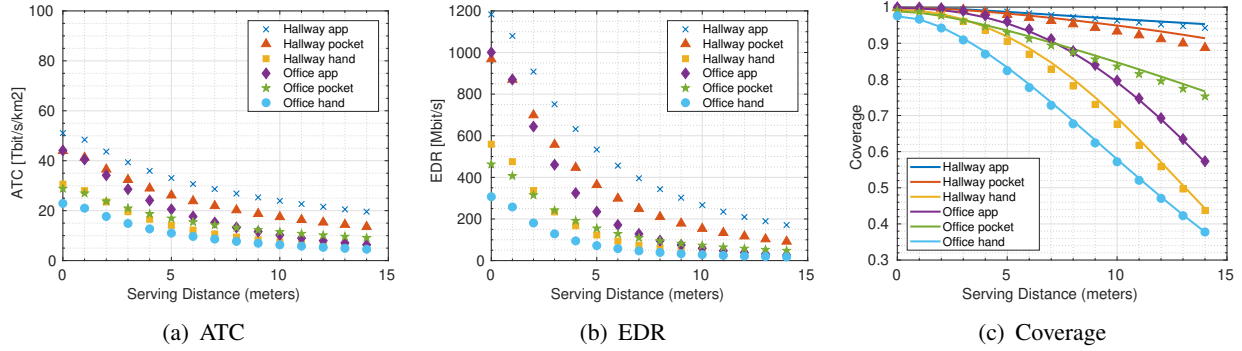 100
80
60
40
20
0
ATC [Tbit/s/km2]
Hallway app
Hallway pocket
Hallway hand
Office app
Office pocket
Office hand
0 5 10 15
Serving Distance (meters)
(a) ATC
1200
1000
800
600
400
200
0
EDR [Mbit/s]
Hallway app
Hallway pocket
Hallway hand
Office app
Office pocket
Office hand
0 5 10 15
Serving Distance (meters)
(b) EDR
1
0.9
0.8
0.7
0.6
0.5
0.4
0.3
Coverage
Hallway app
Hallway pocket
Hallway hand
Office app
Office pocket
Office hand
0 5 10 15
Serving Distance (meters)
(c) Coverage